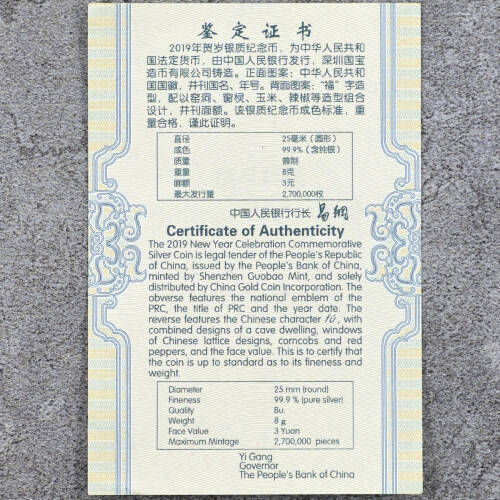 鉴定证书
2019年贺岁银质纪念币，为中华人民共和
国法定货币，由中国人民银行发行，深圳国宝
造币有限公司铸造。正面图案：中华人民共和
国国徽，并刊国名、年号。背面图案：“福”字造
型，配以窑洞、窗棂、玉米、辣椒等造型组合
设计，并刊面额。该银质纪念币成色标准，重
量合格，谨此证明。
直径 25毫米（圆形）
成色 99.9%（含纯银）
质量 普制
重量 8克
面额 3元
最大发行量 2,700,000枚
中国人民银行行长 易纲
Certificate of Authenticity
The 2019 New Year Celebration Commemorative
Silver Coin is legal tender of the People's Republic
of China, issued by the People's Bank of China,
minted by Shenzhen Guobao Mint, and solely
distributed by China Gold Coin Incorporation. The
obverse features the national emblem of the
PRC, the title of PRC and the year date. The
reverse features the Chinese character fú, with
combined designs of a cave dwelling, windows
of Chinese lattice designs, corncobs and red
peppers, and the face value. This is to certify that
the coin is up to standard as to its fineness and
weight.
Diameter 25 mm (round)
Fineness 99.9 % (pure silver)
Quality Bu.
Weight 8 g
Face Value 3 Yuan
Maximum Mintage 2,700,000 pieces
Yi Gang
Governor
The People's Bank of China